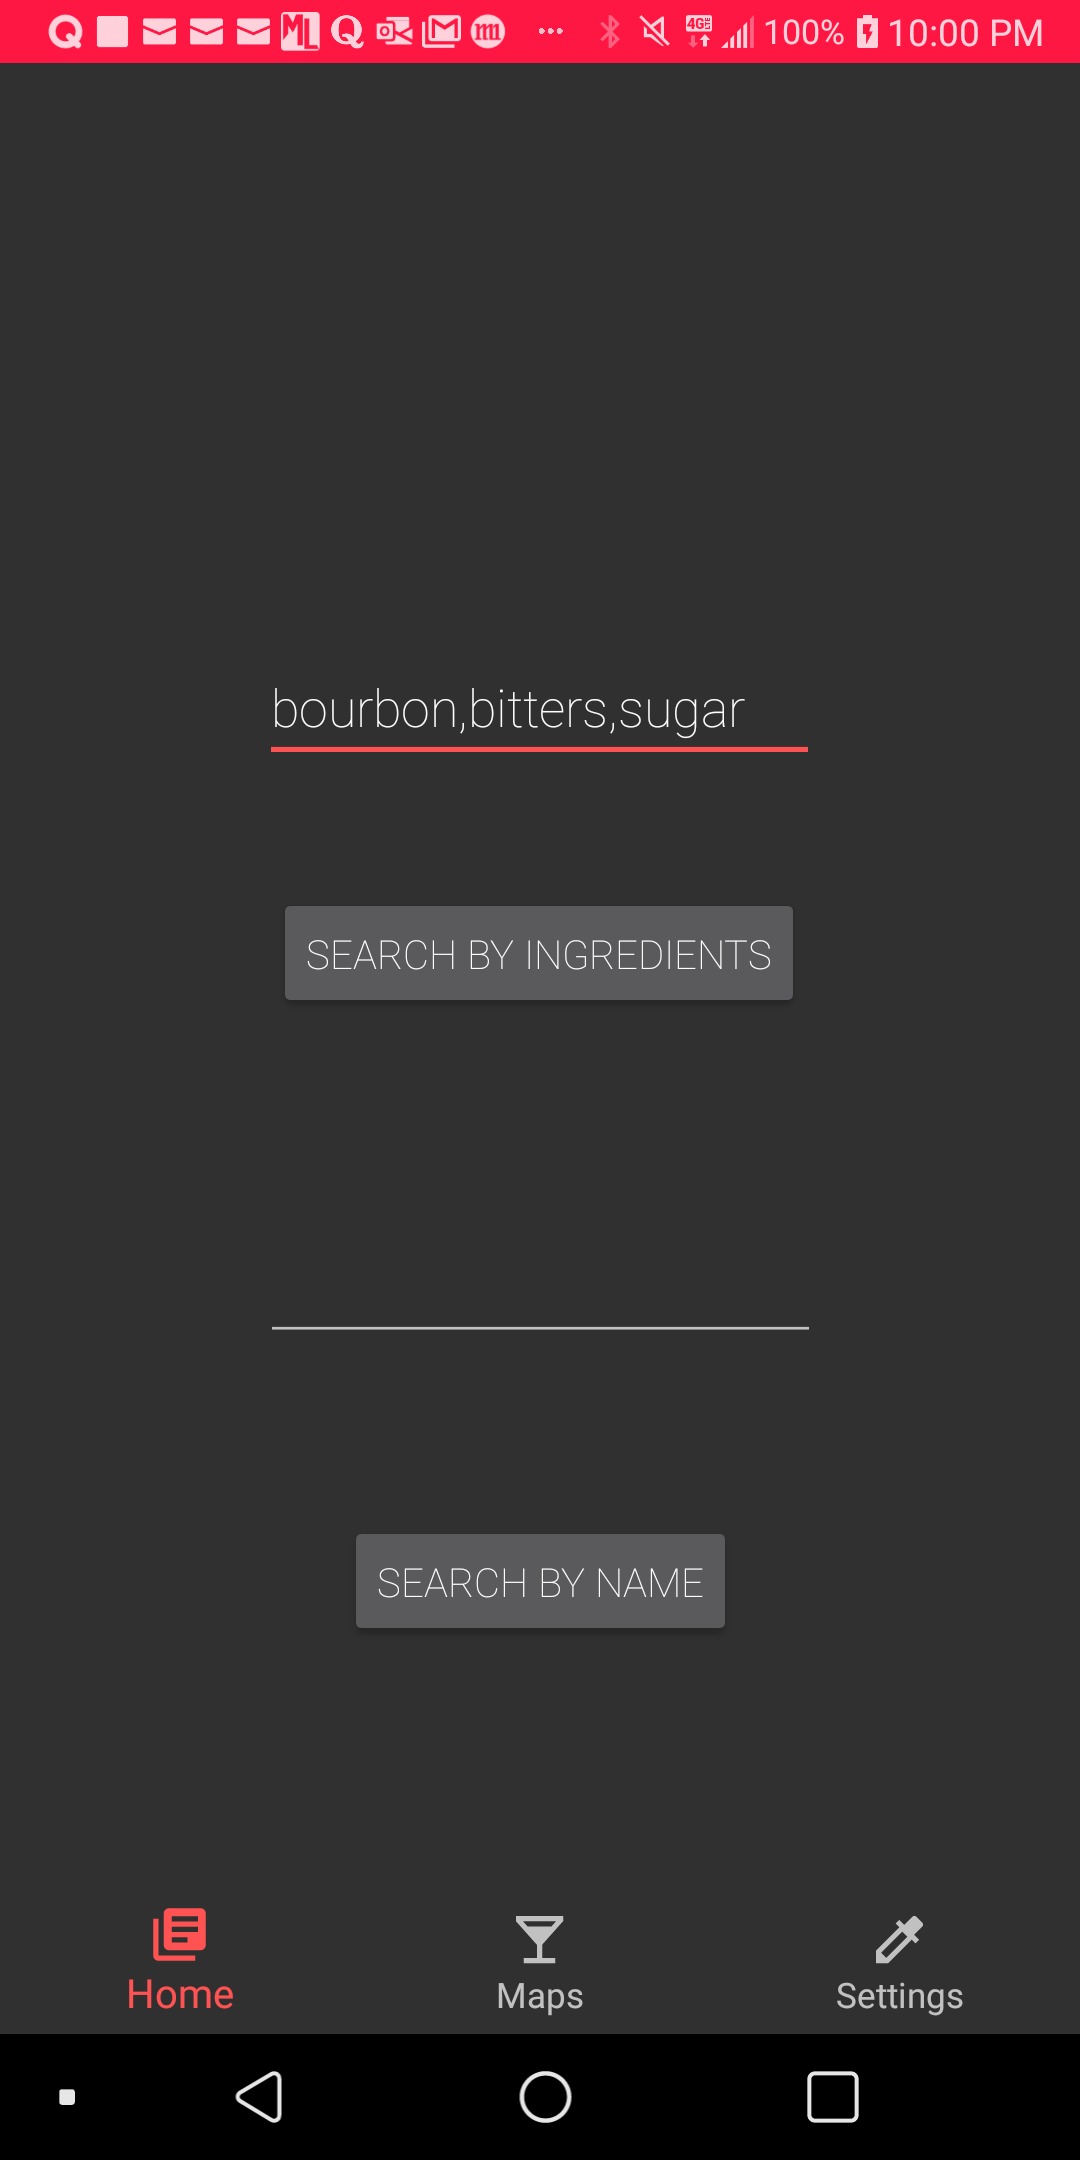 100% 10:00 PM
bourbon,bitters,sugar
SEARCH BY INGREDIENTS
SEARCH BY NAME
Home Maps Settings